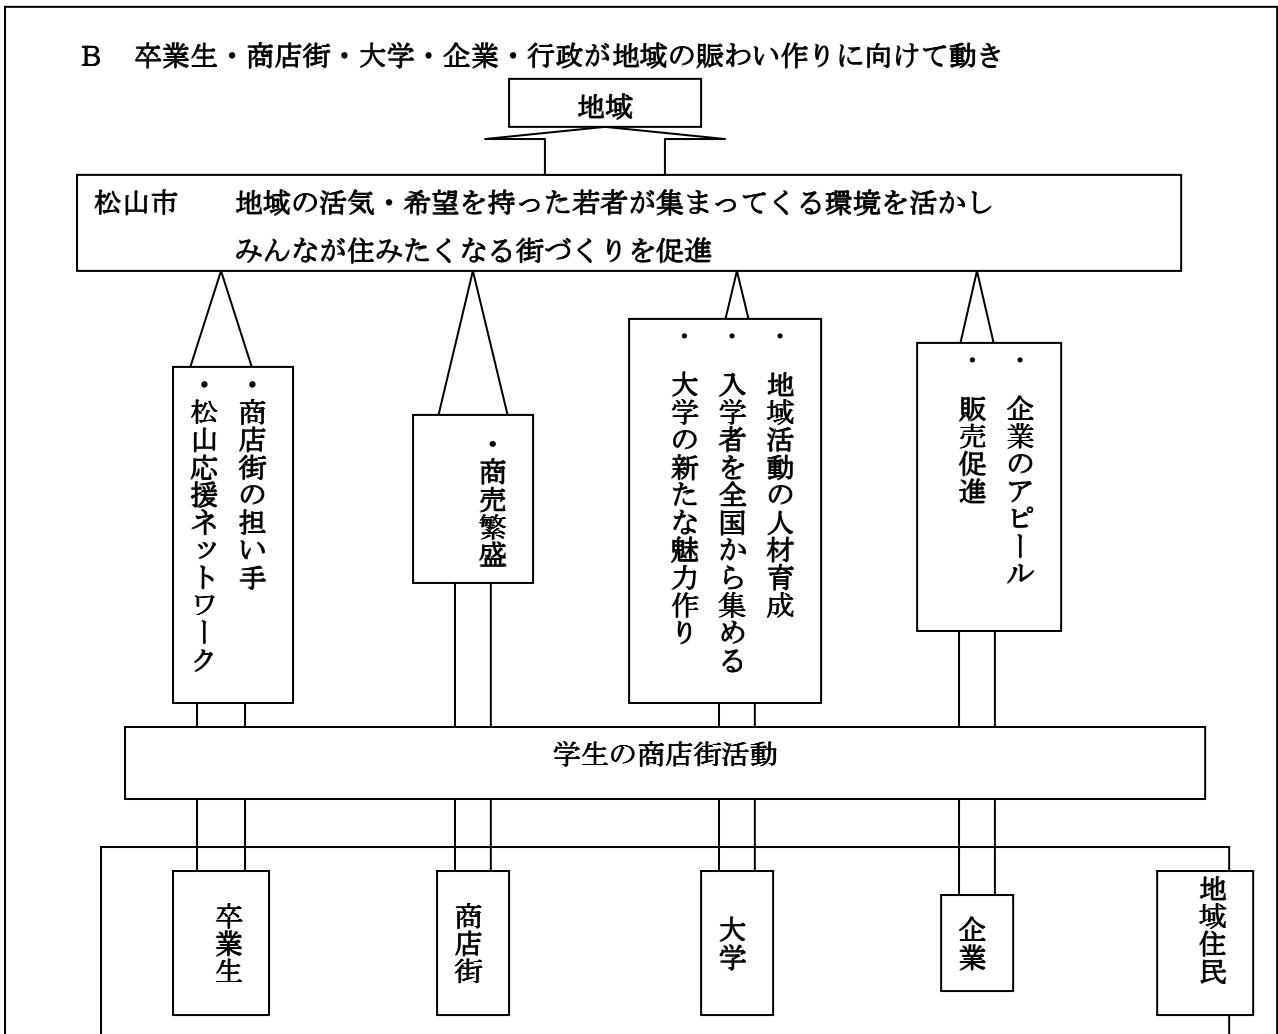 B 卒業生・商店街・大学・企業・行政が地域の賑わい作りに向けて動き
地域
松山市 地域の活気・希望を持った若者が集まってくる環境を活かし
みんなが住みたくなる街づくりを促進
・商店街の担い手
・松山応援ネットワーク
・商売繁盛
・地域活動の人材育成
・入学者を全国から集める
・大学の新たな魅力作り
・企業のアピール
・販売促進
学生の商店街活動
卒業生
商店街
大学
企業
地域住民